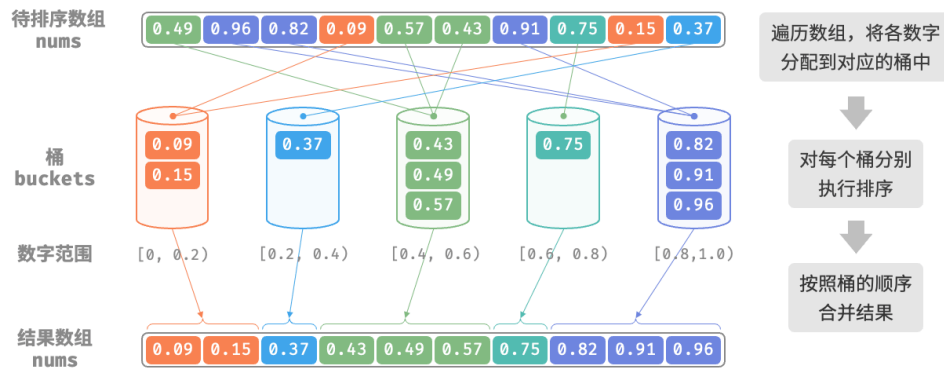 待排序数组
nums
0.49 0.96 0.82 0.09 0.57 0.43 0.91 0.75 0.15 0.37
遍历数组，将各数字
分配到对应的桶中
桶
buckets
0.09 0.37 0.43 0.75 0.82
0.15 0.49 0.91
0.57 0.96
对每个桶分别
执行排序
数字范围
[0, 0.2) [0.2, 0.4) [0.4, 0.6) [0.6, 0.8) [0.8,1.0)
按照桶的顺序
合并结果
结果数组
nums
0.09 0.15 0.37 0.43 0.49 0.57 0.75 0.82 0.91 0.96